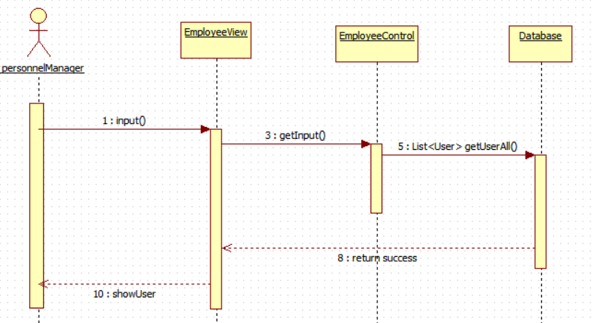 EmployeeView
EmployeeControl
Database
personnelManager
1 : input()
3 : getInput()
5 : List<User> getUserAll()
8 : return success
10 : showUser